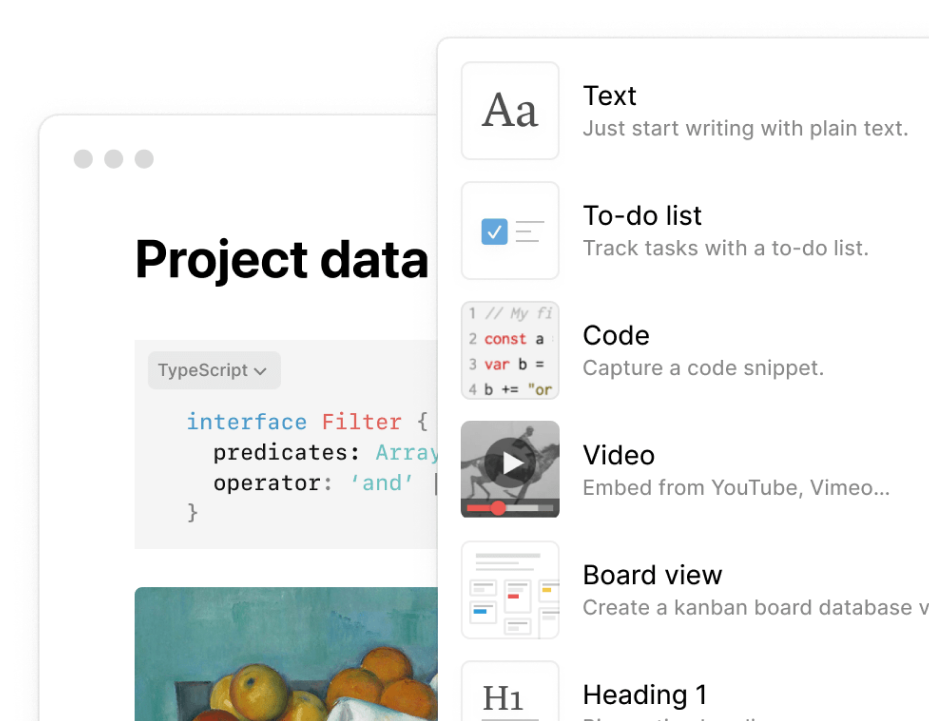 Project data
TypeScript
interface Filter {
predicates: Array
operator: ‘and’ |
}
Aa
Text
Just start writing with plain text.
To-do list
Track tasks with a to-do list.
1 // My fi
2 const a
3 var b =
4 b += "or
Code
Capture a code snippet.
Video
Embed from YouTube, Vimeo...
Board view
Create a kanban board database v
H1
Heading 1